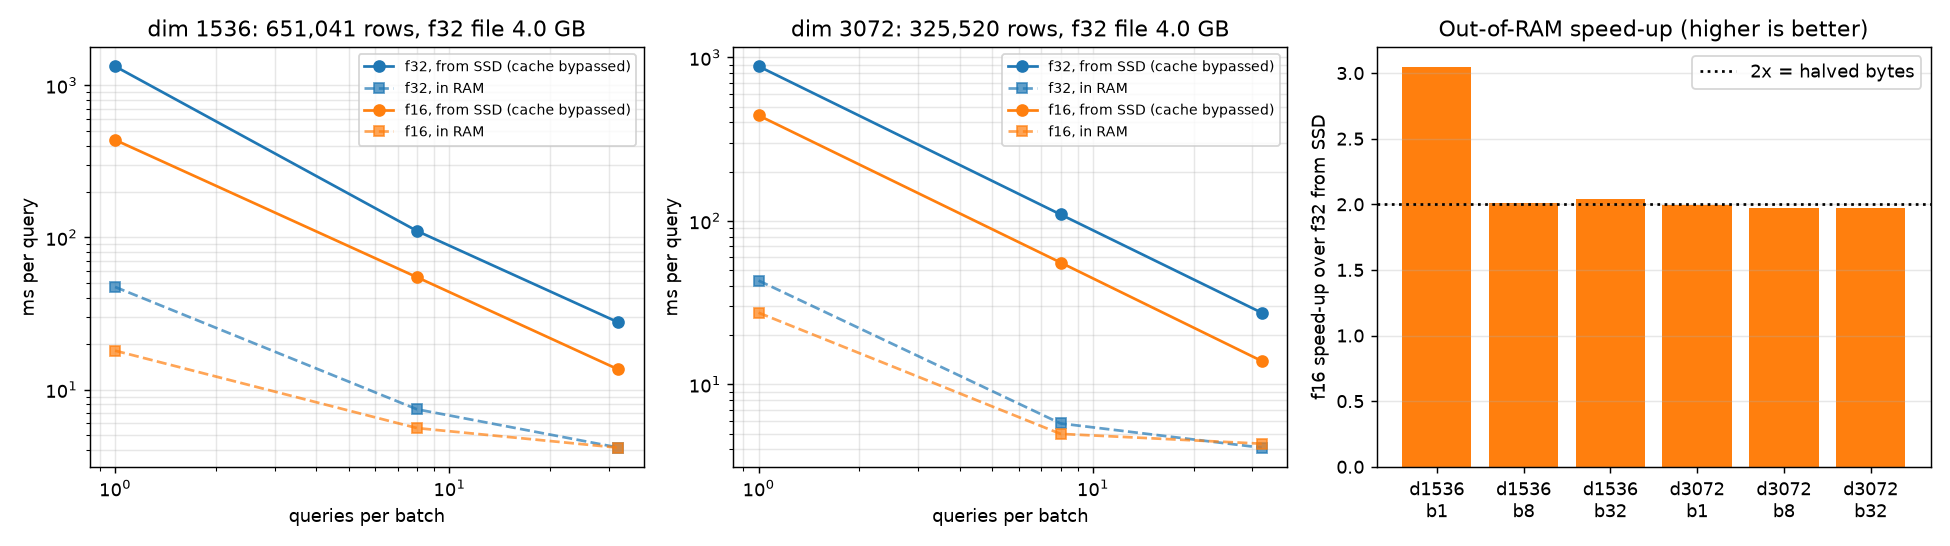 dim 1536: 651,041 rows, f32 file 4.0 GB
f32, from SSD (cache bypassed)
f32, in RAM
f16, from SSD (cache bypassed)
f16, in RAM
ms per query
10³
10²
10¹
10⁰
10¹
queries per batch
dim 3072: 325,520 rows, f32 file 4.0 GB
f32, from SSD (cache bypassed)
f32, in RAM
f16, from SSD (cache bypassed)
f16, in RAM
ms per query
10³
10²
10¹
10⁰
10¹
queries per batch
Out-of-RAM speed-up (higher is better)
2x = halved bytes
f16 speed-up over f32 from SSD
3.0
2.5
2.0
1.5
1.0
0.5
0.0
d1536 d1536 d1536 d3072 d3072 d3072
b1 b8 b32 b1 b8 b32